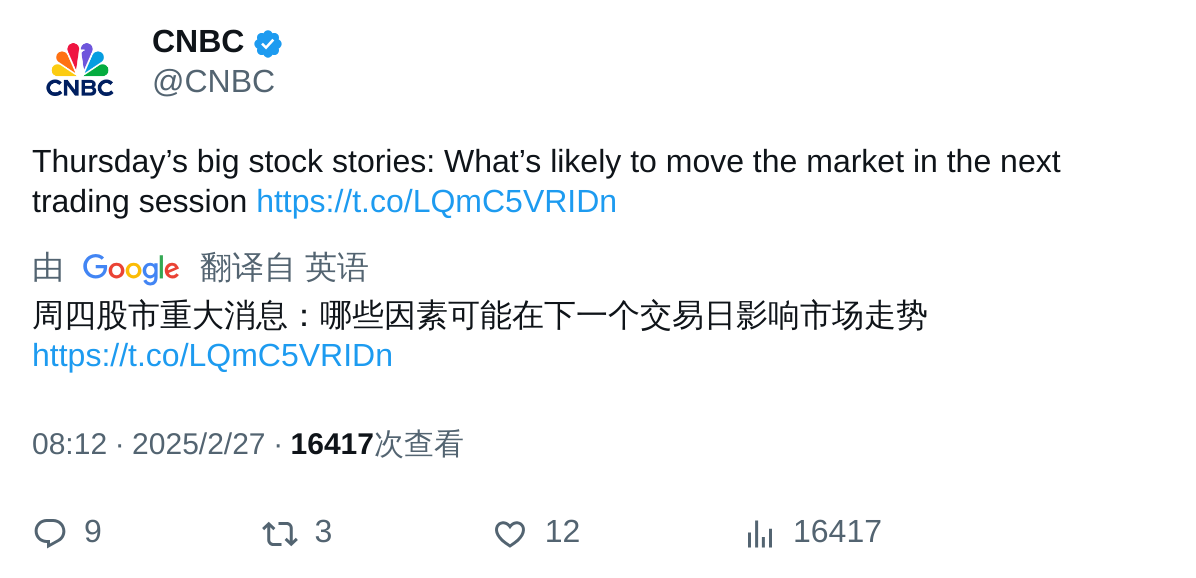 CNBC
CNBC
@CNBC
Thursday’s big stock stories: What’s likely to move the market in the next
trading session https://t.co/LQmC5VRIDn
由 Google 翻译自 英语
周四股市重大消息：哪些因素可能在下一个交易日影响市场走势
https://t.co/LQmC5VRIDn
08:12 · 2025/2/27 · 16417次查看
9 3 12 16417